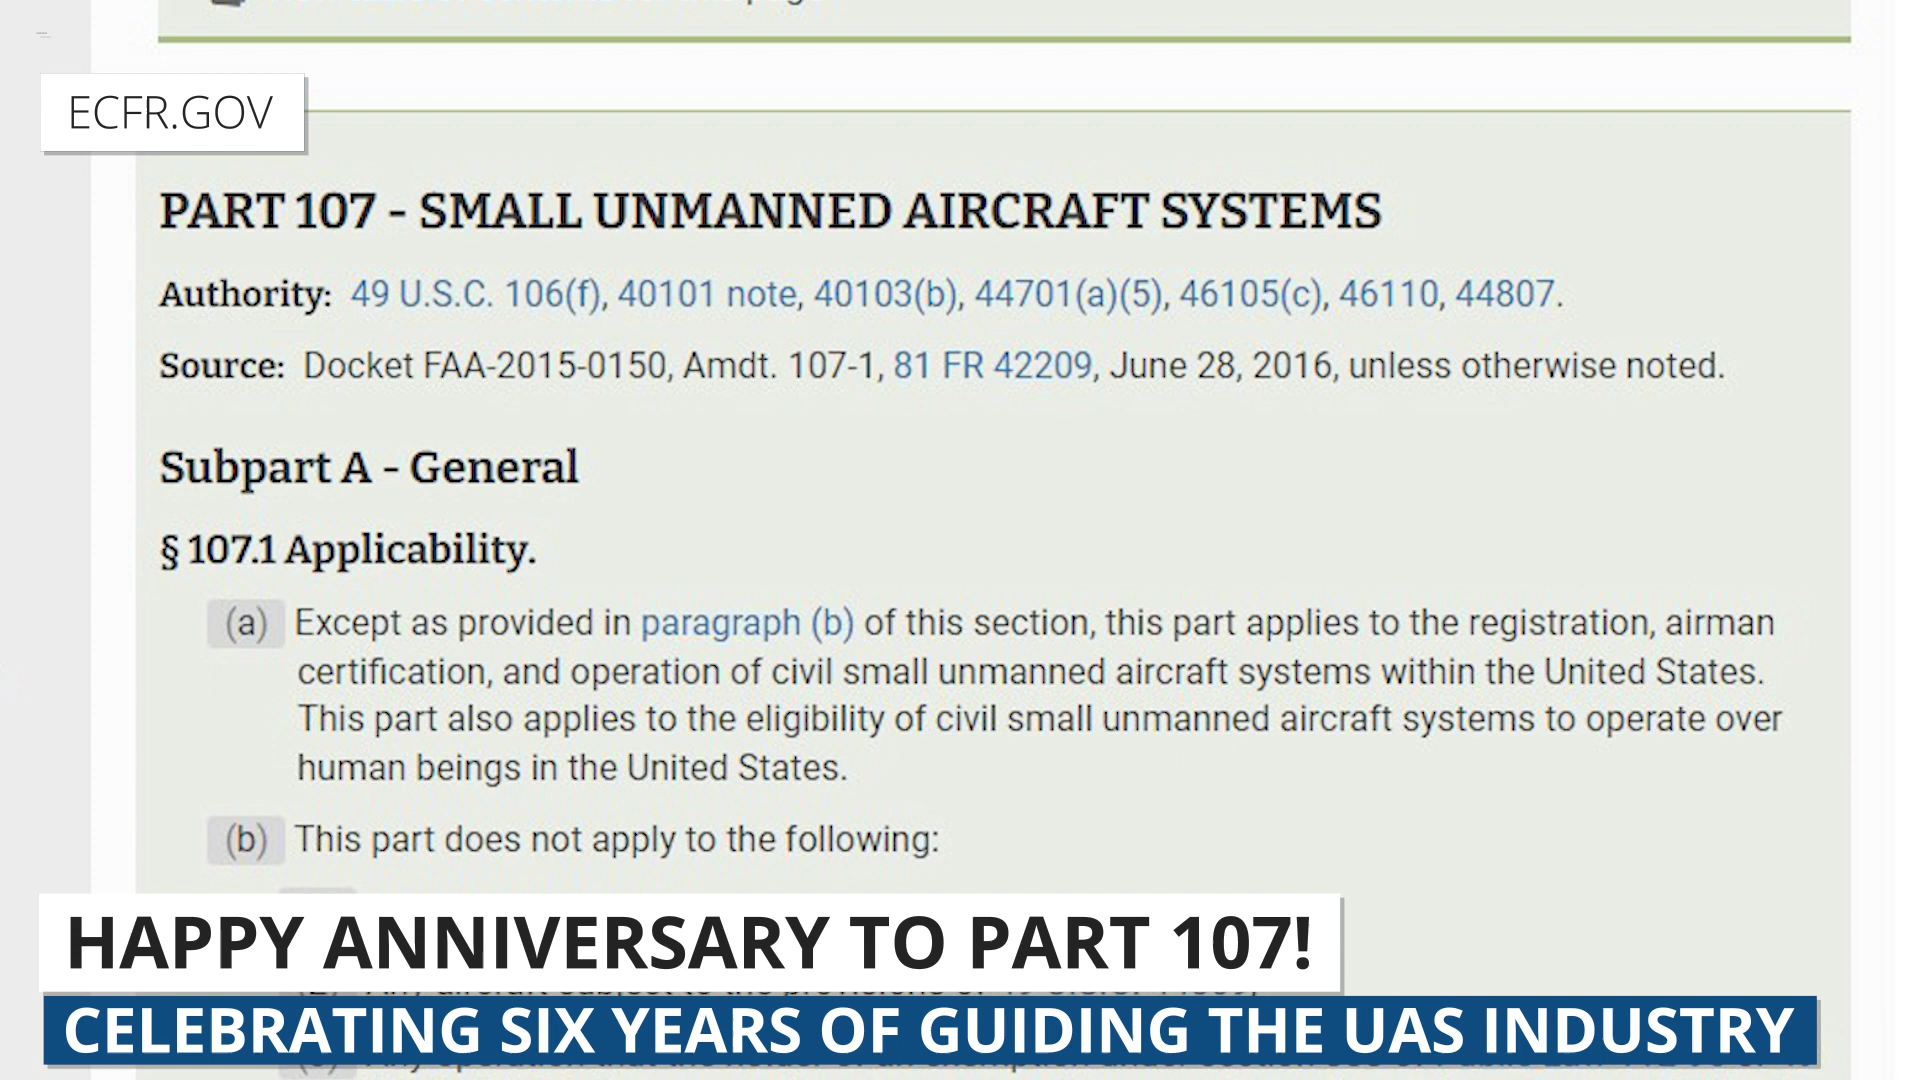 ECFR.GOV
PART 107 - SMALL UNMANNED AIRCRAFT SYSTEMS
Authority: 49 U.S.C. 106(f), 40101 note, 40103(b), 44701(a)(5), 46105(c), 46110, 44807.
Source: Docket FAA-2015-0150, Amdt. 107-1, 81 FR 42209, June 28, 2016, unless otherwise noted.
Subpart A - General
§ 107.1 Applicability.
(a) Except as provided in paragraph (b) of this section, this part applies to the registration, airman
certification, and operation of civil small unmanned aircraft systems within the United States.
This part also applies to the eligibility of civil small unmanned aircraft systems to operate over
human beings in the United States.
(b) This part does not apply to the following:
HAPPY ANNIVERSARY TO PART 107!
CELEBRATING SIX YEARS OF GUIDING THE UAS INDUSTRY